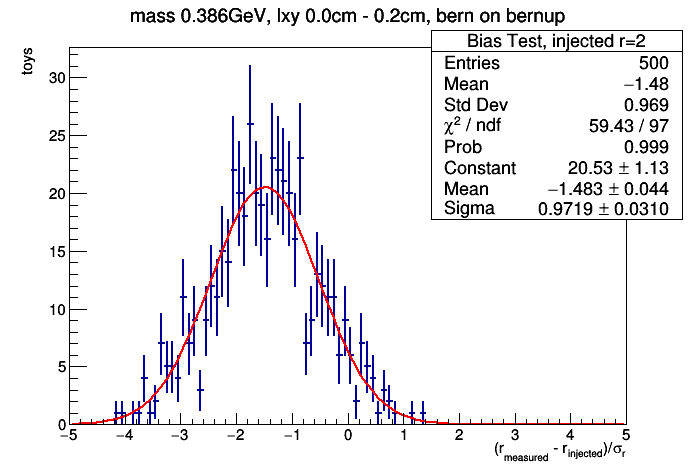 mass 0.386GeV, lxy 0.0cm - 0.2cm, bern on bernup
toys
Bias Test, injected r=2
Entries 500
Mean −1.48
Std Dev 0.969
χ² / ndf 59.43 / 97
Prob 0.999
Constant 20.53 ± 1.13
Mean −1.483 ± 0.044
Sigma 0.9719 ± 0.0310
30
25
20
15
10
5
0
−5 −4 −3 −2 −1 0 1 2 3 4 5
(r_measured - r_injected)/σ_r